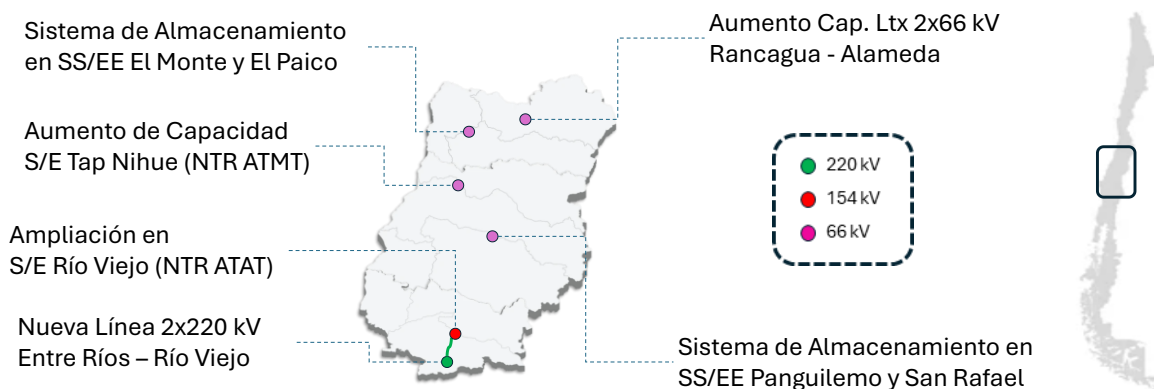 Sistema de Almacenamiento
en SS/EE El Monte y El Paico
Aumento de Capacidad
S/E Tap Nihue (NTR ATMT)
Ampliación en
S/E Río Viejo (NTR ATAT)
Nueva Línea 2x220 kV
Entre Ríos – Río Viejo
Aumento Cap. Ltx 2x66 kV
Rancagua - Alameda
220 kV
154 kV
66 kV
Sistema de Almacenamiento en
SS/EE Panguilemo y San Rafael